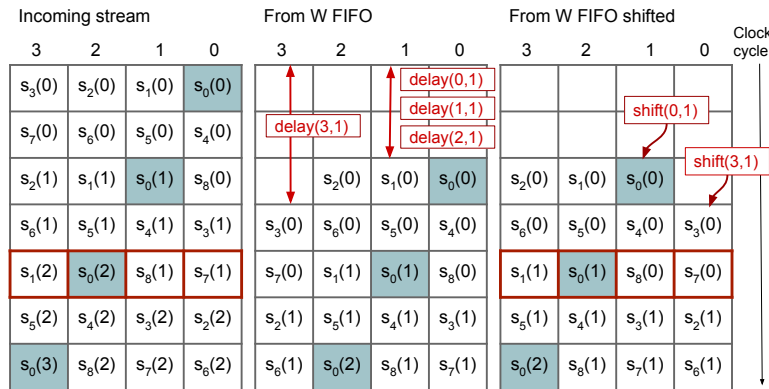 Incoming stream From W FIFO From W FIFO shifted
Clock cycle
3 2 1 0 3 2 1 0 3 2 1 0
s₃(0) s₂(0) s₁(0) s₀(0) delay(0,1)
delay(1,1) shift(0,1)
s₇(0) s₆(0) s₅(0) s₄(0) delay(3,1) delay(2,1)
shift(3,1)
s₂(1) s₁(1) s₀(1) s₈(0) s₂(0) s₁(0) s₀(0) s₂(0) s₁(0) s₀(0)
s₆(1) s₅(1) s₄(1) s₃(1) s₃(0) s₆(0) s₅(0) s₄(0) s₆(0) s₅(0) s₄(0) s₃(0)
s₁(2) s₀(2) s₈(1) s₇(1) s₇(0) s₁(1) s₀(1) s₈(0) s₁(1) s₀(1) s₈(0) s₇(0)
s₅(2) s₄(2) s₃(2) s₂(2) s₂(1) s₅(1) s₄(1) s₃(1) s₅(1) s₄(1) s₃(1) s₂(1)
s₀(3) s₈(2) s₇(2) s₆(2) s₆(1) s₀(2) s₈(1) s₇(1) s₀(2) s₈(1) s₇(1) s₆(1)